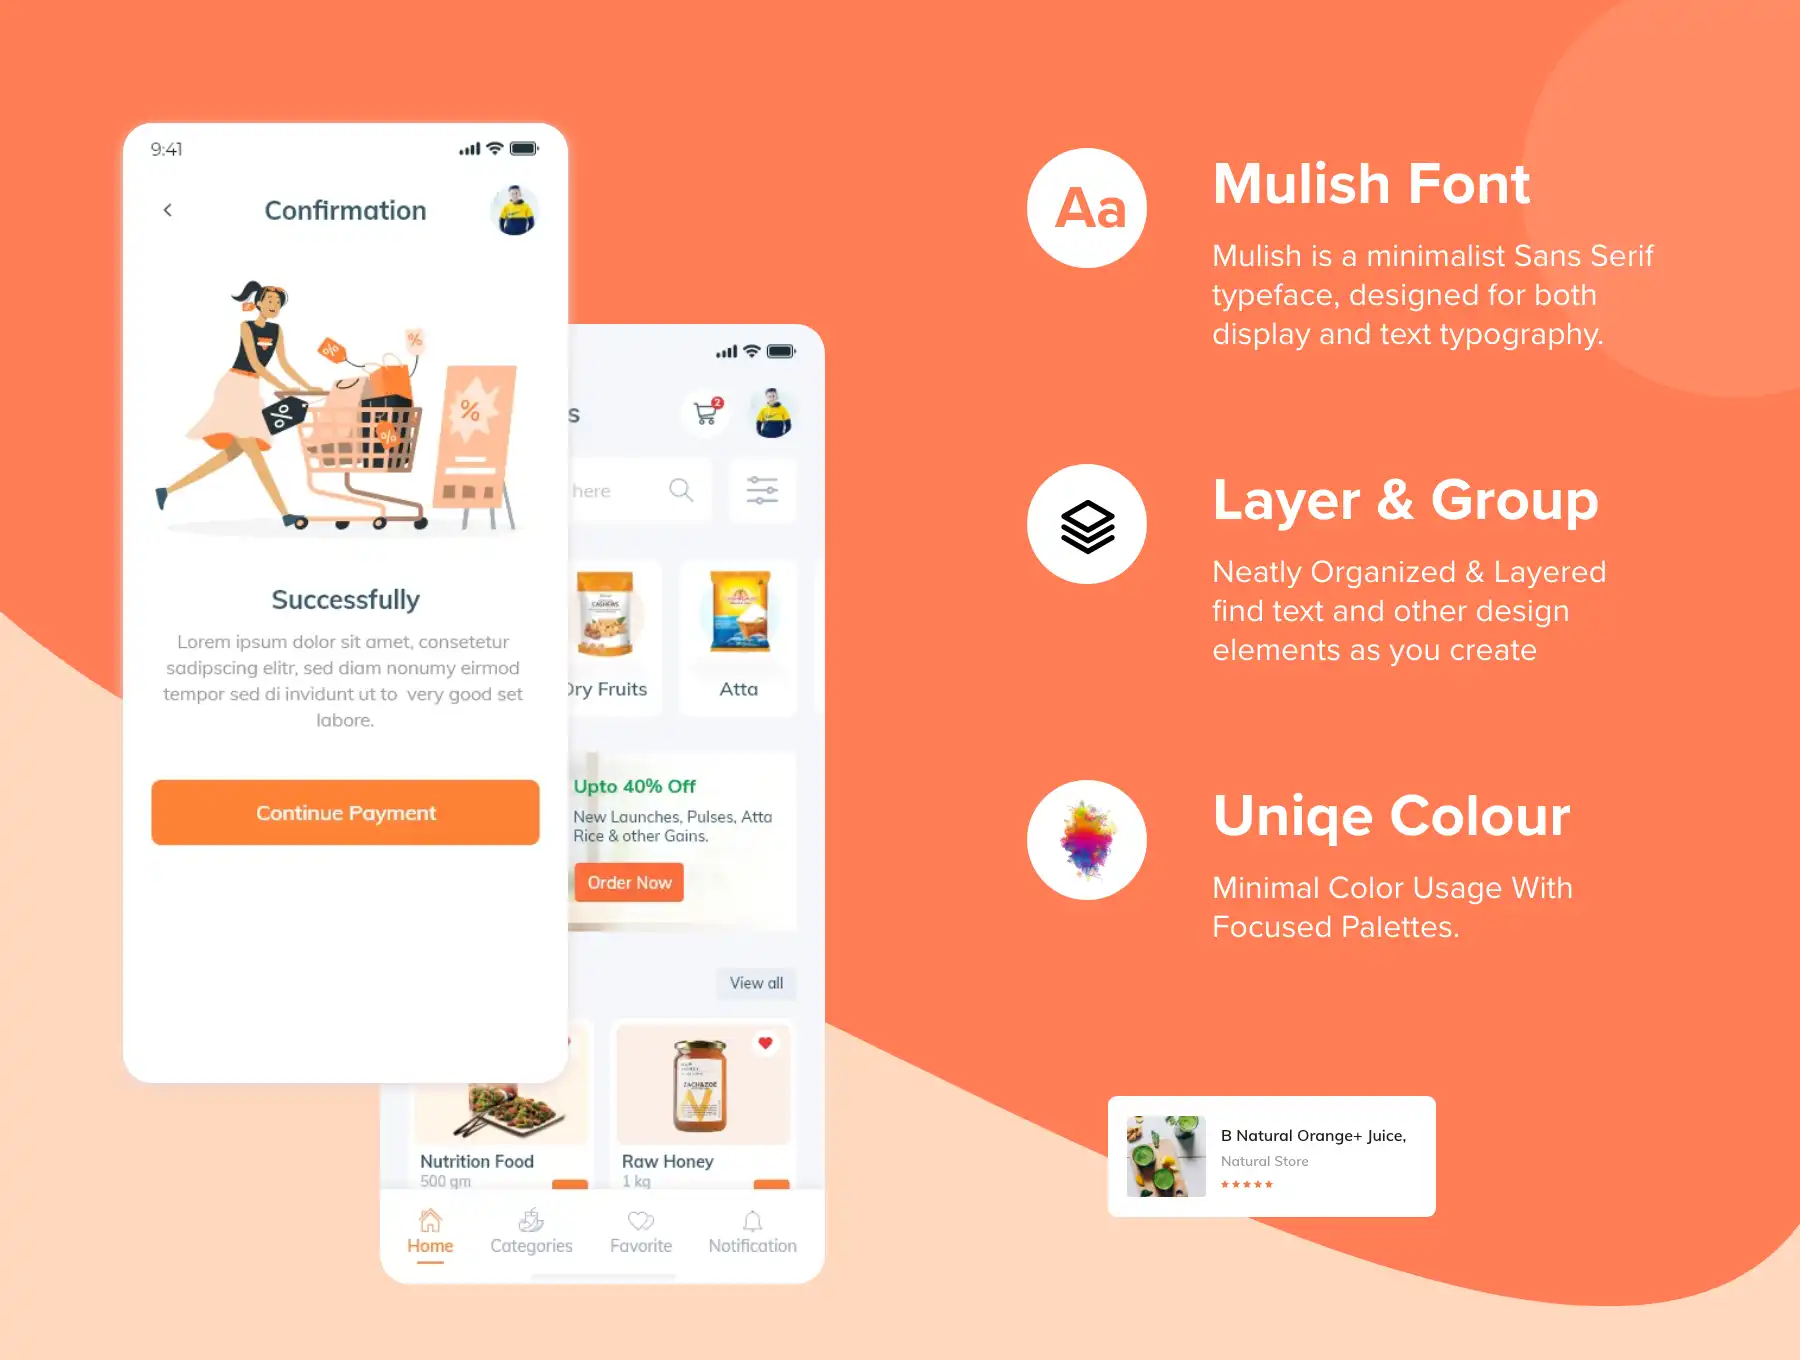 9:41
Confirmation
%
%
%
%
%
Successfully
Lorem ipsum dolor sit amet, consetetur
sadipscing elitr, sed diam nonumy eirmod
tempor sed di invidunt ut to very good set
labore.
Continue Payment
s
2
here
CASHEWS
Dry Fruits
Atta
Upto 40% Off
New Launches, Pulses, Atta
Rice & other Gains.
Order Now
View all
ZACH&ZOE
Nutrition Food
500 gm
Raw Honey
1 kg
Home
Categories
Favorite
Notification
Aa
Mulish Font
Mulish is a minimalist Sans Serif
typeface, designed for both
display and text typography.
Layer & Group
Neatly Organized & Layered
find text and other design
elements as you create
Uniqe Colour
Minimal Color Usage With
Focused Palettes.
B Natural Orange+ Juice,
Natural Store